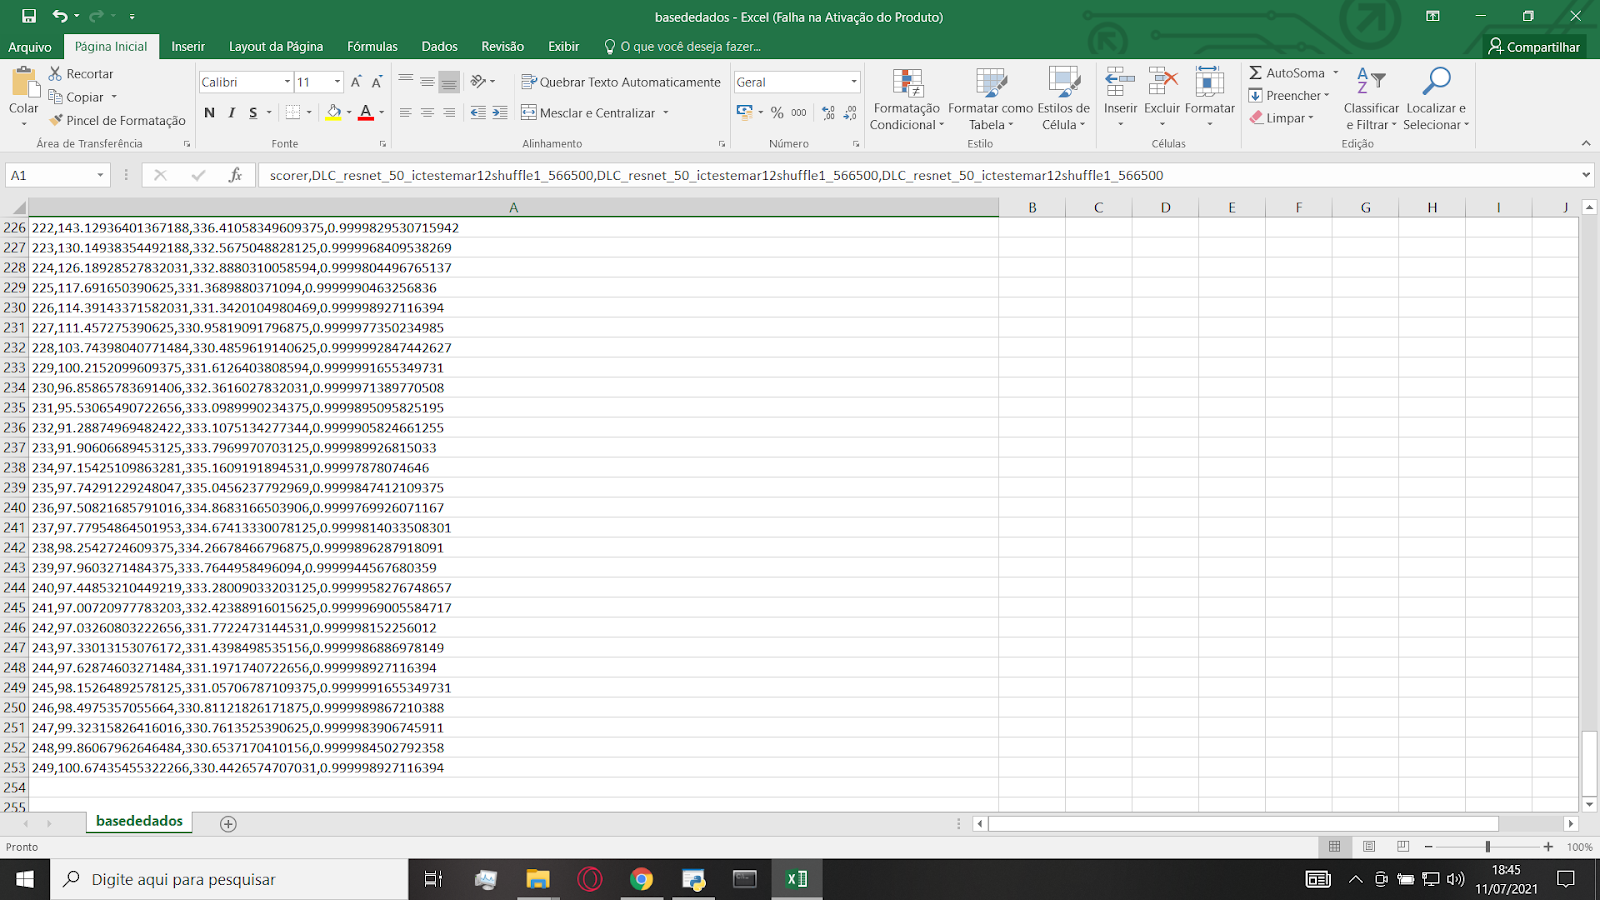 basededados - Excel (Falha na Ativação do Produto)
Arquivo Página Inicial Inserir Layout da Página Fórmulas Dados Revisão Exibir O que você deseja fazer... Compartilhar
Colar
Recortar
Copiar
Pincel de Formatação
Área de Transferência
Calibri 11
N I S
Fonte
Quebrar Texto Automaticamente
Mesclar e Centralizar
Alinhamento
Geral
% 000
Número
Formatação Condicional
Formatar como Tabela
Estilos de Célula
Estilo
Inserir Excluir Formatar
Células
AutoSoma
Preencher
Limpar
Classificar e Filtrar
Localizar e Selecionar
Edição
A1 fx scorer,DLC_resnet_50_ictestemar12shuffle1_566500,DLC_resnet_50_ictestemar12shuffle1_566500,DLC_resnet_50_ictestemar12shuffle1_566500
A B C D E F G H I J
226 222,143.12936401367188,336.41058349609375,0.9999829530715942
227 223,130.14938354492188,332.5675048828125,0.9999968409538269
228 224,126.18928527832031,332.8880310058594,0.9999804496765137
229 225,117.691650390625,331.3689880371094,0.9999990463256836
230 226,114.39143371582031,331.3420104980469,0.999998927116394
231 227,111.457275390625,330.95819091796875,0.9999977350234985
232 228,103.74398040771484,330.4859619140625,0.9999992847442627
233 229,100.2152099609375,331.6126403808594,0.9999991655349731
234 230,96.85865783691406,332.3616027832031,0.9999971389770508
235 231,95.53065490722656,333.0989990234375,0.9999895095825195
236 232,91.28874969482422,333.1075134277344,0.9999905824661255
237 233,91.90606689453125,333.7969970703125,0.999989926815033
238 234,97.15425109863281,335.1609191894531,0.99997878074646
239 235,97.74291229248047,335.0456237792969,0.9999847412109375
240 236,97.50821685791016,334.8683166503906,0.9999769926071167
241 237,97.77954864501953,334.67413330078125,0.9999814033508301
242 238,98.2542724609375,334.26678466796875,0.9999896287918091
243 239,97.9603271484375,333.7644958496094,0.9999944567680359
244 240,97.44853210449219,333.28009033203125,0.9999958276748657
245 241,97.00720977783203,332.42388916015625,0.9999969005584717
246 242,97.03260803222656,331.7722473144531,0.999998152256012
247 243,97.33013153076172,331.4398498535156,0.9999986886978149
248 244,97.62874603271484,331.1971740722656,0.999998927116394
249 245,98.15264892578125,331.05706787109375,0.9999991655349731
250 246,98.4975357055664,330.81121826171875,0.9999989867210388
251 247,99.32315826416016,330.7613525390625,0.9999983906745911
252 248,99.86067962646484,330.6537170410156,0.9999984502792358
253 249,100.67435455322266,330.4426574707031,0.999998927116394
254
255
basededados
Pronto 100%
Digite aqui para pesquisar
18:45
11/07/2021